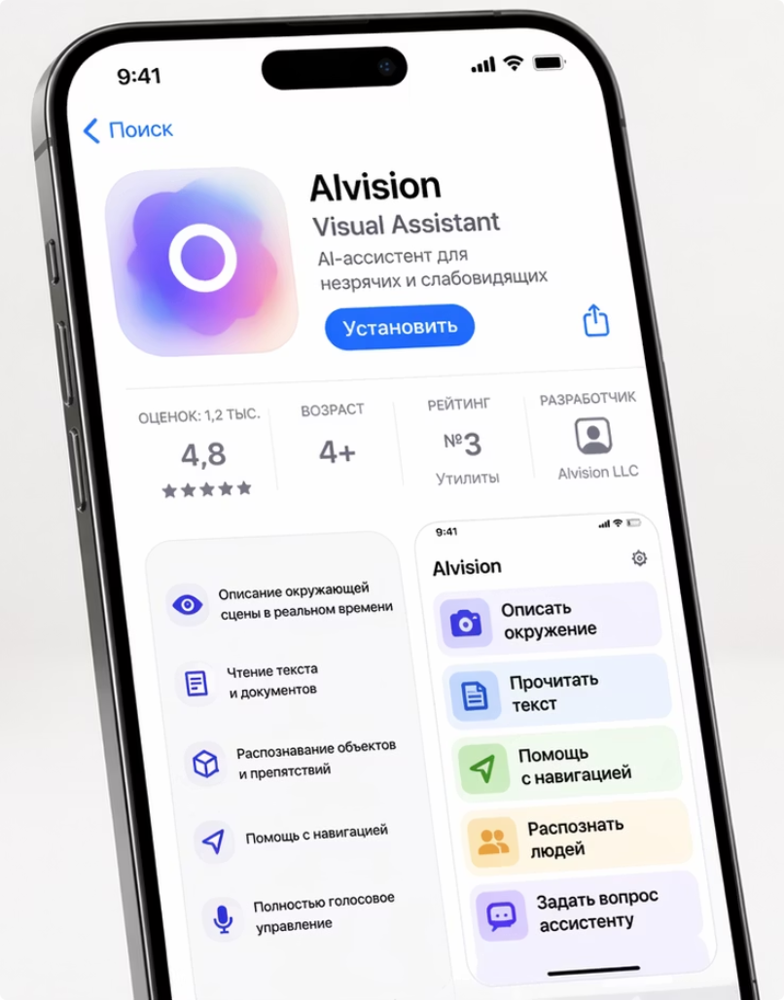 9:41
Поиск
AIvision
Visual Assistant
AI-ассистент для
незрячих и слабовидящих
Установить
ОЦЕНОК: 1,2 ТЫС.
4,8
ВОЗРАСТ
4+
РЕЙТИНГ
№3
Утилиты
РАЗРАБОТЧИК
AIvision LLC
Описание окружающей
сцены в реальном времени
Чтение текста
и документов
Распознавание объектов
и препятствий
Помощь с навигацией
Полностью голосовое
управление
9:41
AIvision
Описать
окружение
Прочитать
текст
Помощь
с навигацией
Распознать
людей
Задать вопрос
ассистенту